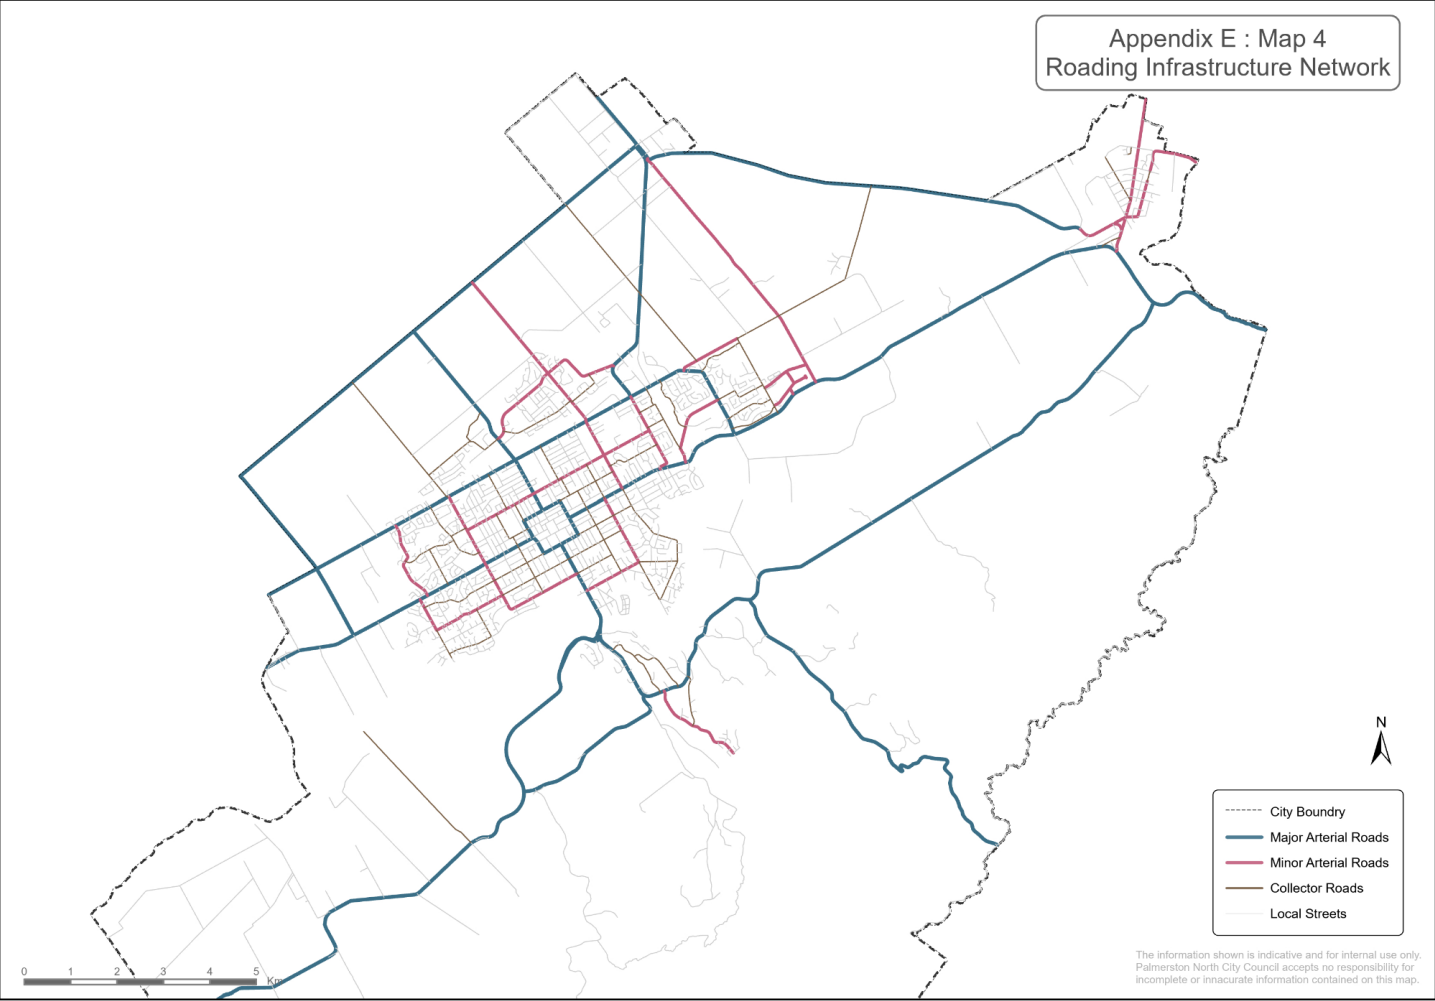 Appendix E : Map 4
Roading Infrastructure Network
N
City Boundry
Major Arterial Roads
Minor Arterial Roads
Collector Roads
Local Streets
0 1 2 3 4 5
Km
The information shown is indicative and for internal use only.
Palmerston North City Council accepts no responsibility for
incomplete or innacurate information contained on this map.